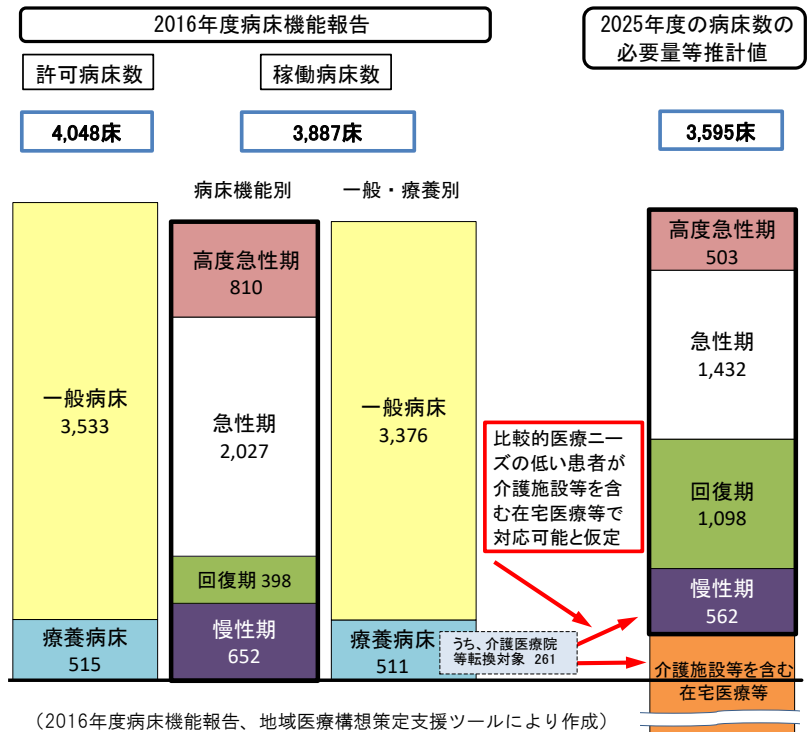 2016年度病床機能報告
2025年度の病床数の
必要量等推計値
許可病床数
稼働病床数
4,048床
3,887床
3,595床
病床機能別
一般・療養別
一般病床
3,533
療養病床
515
高度急性期
810
急性期
2,027
回復期 398
慢性期
652
一般病床
3,376
療養病床
511
うち、介護医療院
等転換対象 261
比較的医療ニー
ズの低い患者が
介護施設等を含
む在宅医療等で
対応可能と仮定
高度急性期
503
急性期
1,432
回復期
1,098
慢性期
562
介護施設等を含む
在宅医療等
（2016年度病床機能報告、地域医療構想策定支援ツールにより作成）